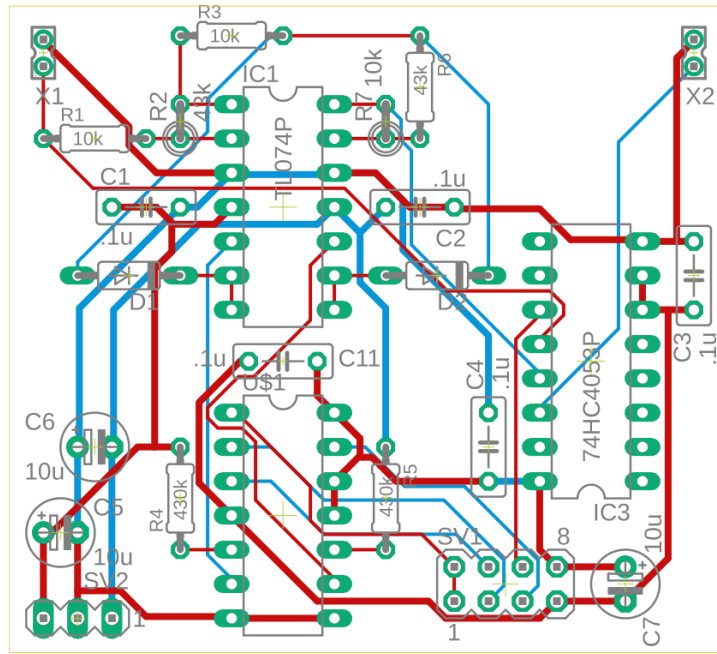 R3
10k
IC1
X1
R1
10k
R2
43k
TL074P
R7
10k
R6
43k
X2
C1
.1u
C2
.1u
D1
D2
C3
.1u
.1u
C11
U$1
C4
.1u
74HC4053P
IC3
C6
10u
C5
10u
R4
430k
R5
430k
SV1
8
1
SV2
1
10u
C7